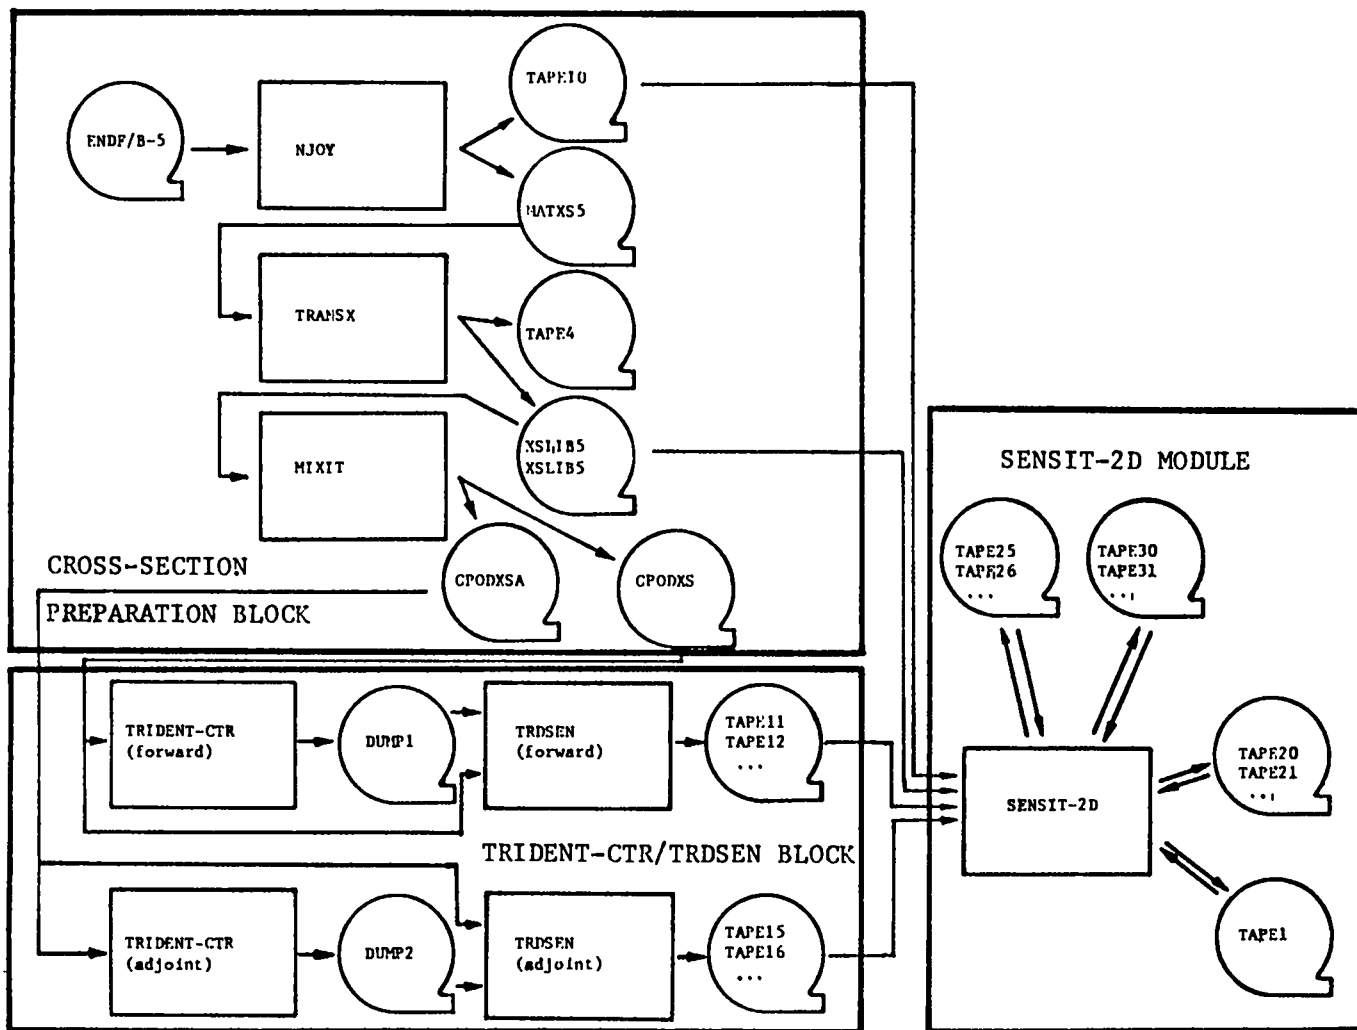 TAPE10
ENDF/B-5
NJOY
MATXS5
TRANSX
TAPE4
XSLIB5
XSLIB5
MIXIT
CROSS-SECTION
PREPARATION BLOCK
CPODXSA
CPODXS
SENSIT-2D MODULE
TAPE25
TAPE26
...
TAPE30
TAPE31
...
TAPE20
TAPE21
...
SENSIT-2D
TAPE1
TRIDENT-CTR
(forward)
DUMP1
TRDSEN
(forward)
TAPE11
TAPE12
...
TRIDENT-CTR/TRDSEN BLOCK
TRIDENT-CTR
(adjoint)
DUMP2
TRDSEN
(adjoint)
TAPE15
TAPE16
...